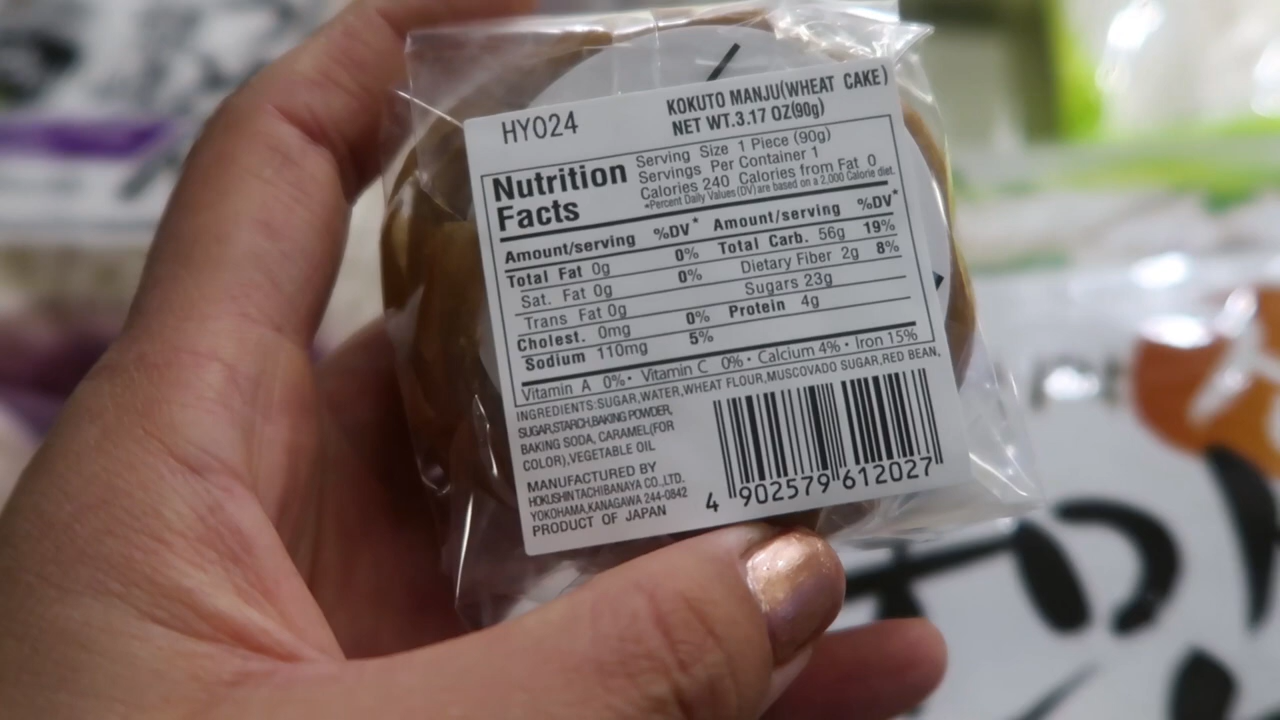 HY024
KOKUTO MANJU(WHEAT CAKE)
NET WT.3.17 OZ(90g)
Nutrition
Facts
Serving Size 1 Piece (90g)
Servings Per Container 1
Calories 240 Calories from Fat 0
*Percent Daily Values(DV)are based on a 2,000 Calorie diet.
Amount/serving %DV* Amount/serving %DV*
Total Fat 0g 0% Total Carb. 56g 19%
Sat. Fat 0g 0% Dietary Fiber 2g 8%
Trans Fat 0g Sugars 23g
Cholest. 0mg 0% Protein 4g
Sodium 110mg 5%
Vitamin A 0%• Vitamin C 0%• Calcium 4%• Iron 15%
INGREDIENTS:SUGAR,WATER,WHEAT FLOUR,MUSCOVADO SUGAR,RED BEAN,
SUGAR,STARCH,BAKING POWDER,
BAKING SODA, CARAMEL(FOR
COLOR),VEGETABLE OIL
MANUFACTURED BY
HOKUSHIN TACHIBANAYA CO.,LTD.
YOKOHAMA,KANAGAWA 244-0842
PRODUCT OF JAPAN
4 902579 612027